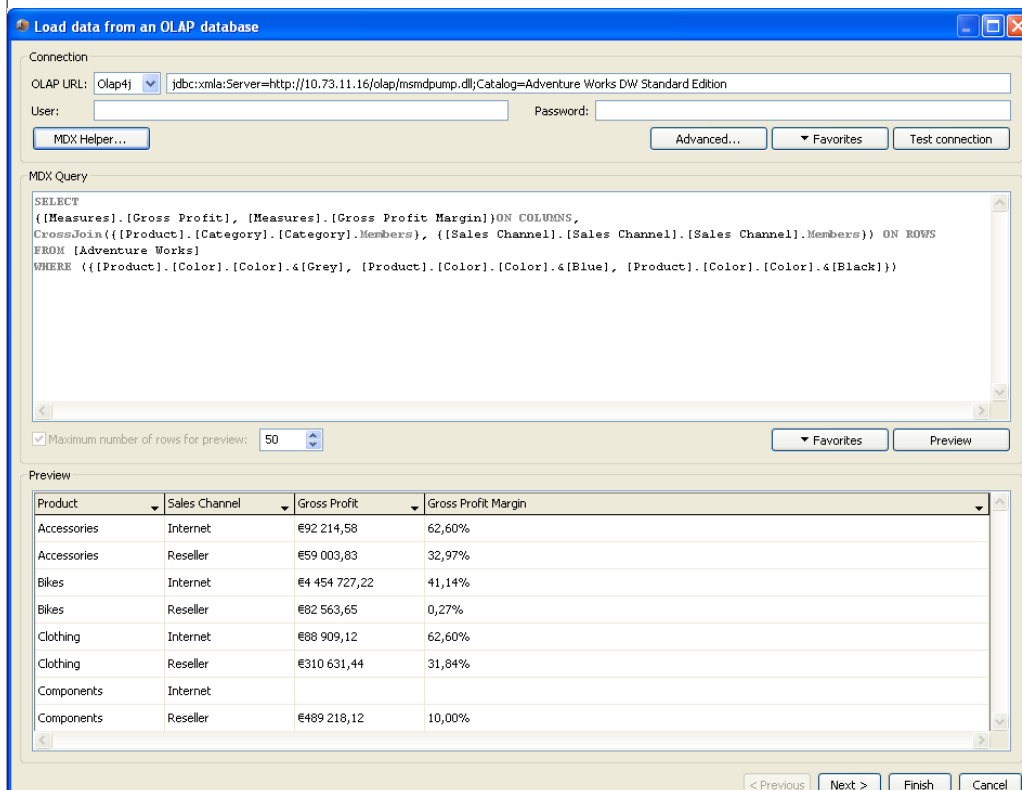 Load data from an OLAP database
Connection
OLAP URL: Olap4j jdbc:xmla:Server=http://10.73.11.16/olap/msmdpump.dll;Catalog=Adventure Works DW Standard Edition
User: Password:
MDX Helper... Advanced... Favorites Test connection
MDX Query
SELECT
{[Measures].[Gross Profit], [Measures].[Gross Profit Margin]}ON COLUMNS,
CrossJoin({[Product].[Category].[Category].Members}, {[Sales Channel].[Sales Channel].[Sales Channel].Members}) ON ROWS
FROM [Adventure Works]
WHERE ({[Product].[Color].[Color].&[Grey], [Product].[Color].[Color].&[Blue], [Product].[Color].[Color].&[Black]})
Maximum number of rows for preview: 50 Favorites Preview
Preview
Product Sales Channel Gross Profit Gross Profit Margin
Accessories Internet €92 214,58 62,60%
Accessories Reseller €59 003,83 32,97%
Bikes Internet €4 454 727,22 41,14%
Bikes Reseller €82 563,65 0,27%
Clothing Internet €88 909,12 62,60%
Clothing Reseller €310 631,44 31,84%
Components Internet
Components Reseller €489 218,12 10,00%
< Previous Next > Finish Cancel